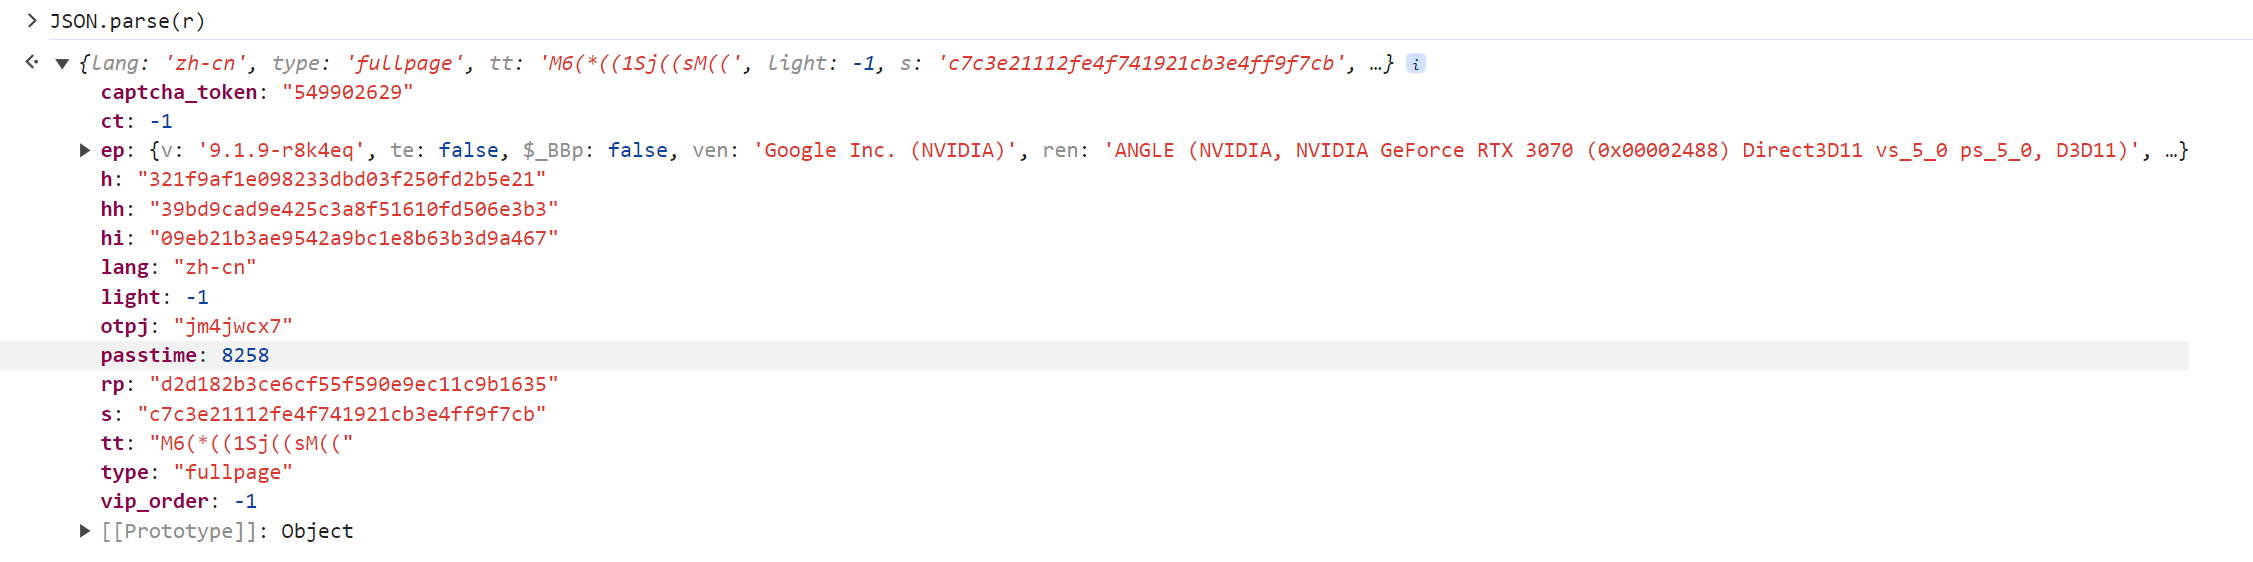 JSON.parse(r)
{lang: 'zh-cn', type: 'fullpage', tt: 'M6(*((1Sj((sM((', light: -1, s: 'c7c3e21112fe4f741921cb3e4ff9f7cb', …} i
captcha_token: "549902629"
ct: -1
ep: {v: '9.1.9-r8k4eq', te: false, $_BBp: false, ven: 'Google Inc. (NVIDIA)', ren: 'ANGLE (NVIDIA, NVIDIA GeForce RTX 3070 (0x00002488) Direct3D11 vs_5_0 ps_5_0, D3D11)', …}
h: "321f9af1e098233dbd03f250fd2b5e21"
hh: "39bd9cad9e425c3a8f51610fd506e3b3"
hi: "09eb21b3ae9542a9bc1e8b63b3d9a467"
lang: "zh-cn"
light: -1
otpj: "jm4jwcx7"
passtime: 8258
rp: "d2d182b3ce6cf55f590e9ec11c9b1635"
s: "c7c3e21112fe4f741921cb3e4ff9f7cb"
tt: "M6(*((1Sj((sM(("
type: "fullpage"
vip_order: -1
[[Prototype]]: Object